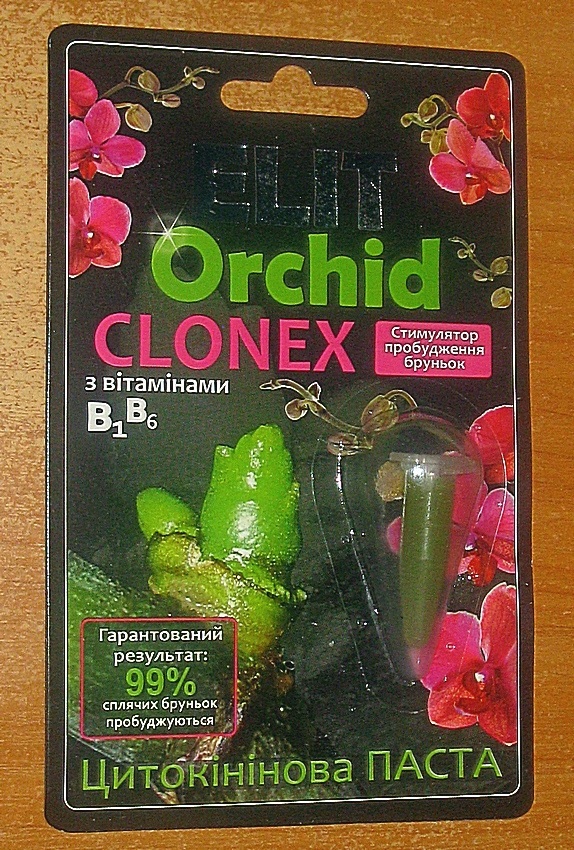 ELIT
Orchid
CLONEX
Стимулятор
пробудження
бруньок
з вітамінами
B1B6
Гарантований
результат:
99%
сплячих бруньок
пробуджуються
Цитокінінова ПАСТА